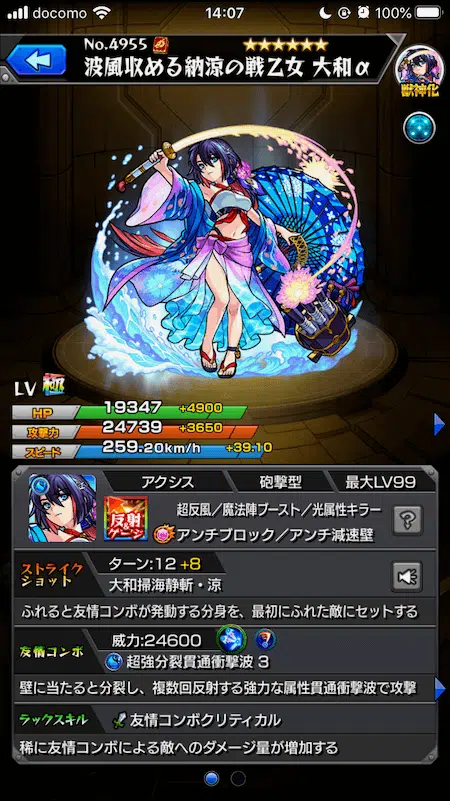 docomo 14:07 100%
No.4955 ★★★★★★
波風収める納涼の戦乙女 大和α
獣神化
LV 極
HP 19347 +4900
攻撃力 24739 +3650
スピード 259.20km/h +39.10
アクシス 砲撃型 最大LV99
反射 ゲージ 超反風／魔法陣ブースト／光属性キラー
アンチブロック／アンチ減速壁
?
ストライクショット ターン:12 +8
大和掃海静斬・涼
ふれると友情コンボが発動する分身を、最初にふれた敵にセットする
友情コンボ 威力:24600
超強分裂貫通衝撃波 3
壁に当たると分裂し、複数回反射する強力な属性貫通衝撃波で攻撃
ラックスキル 友情コンボクリティカル
稀に友情コンボによる敵へのダメージ量が増加する